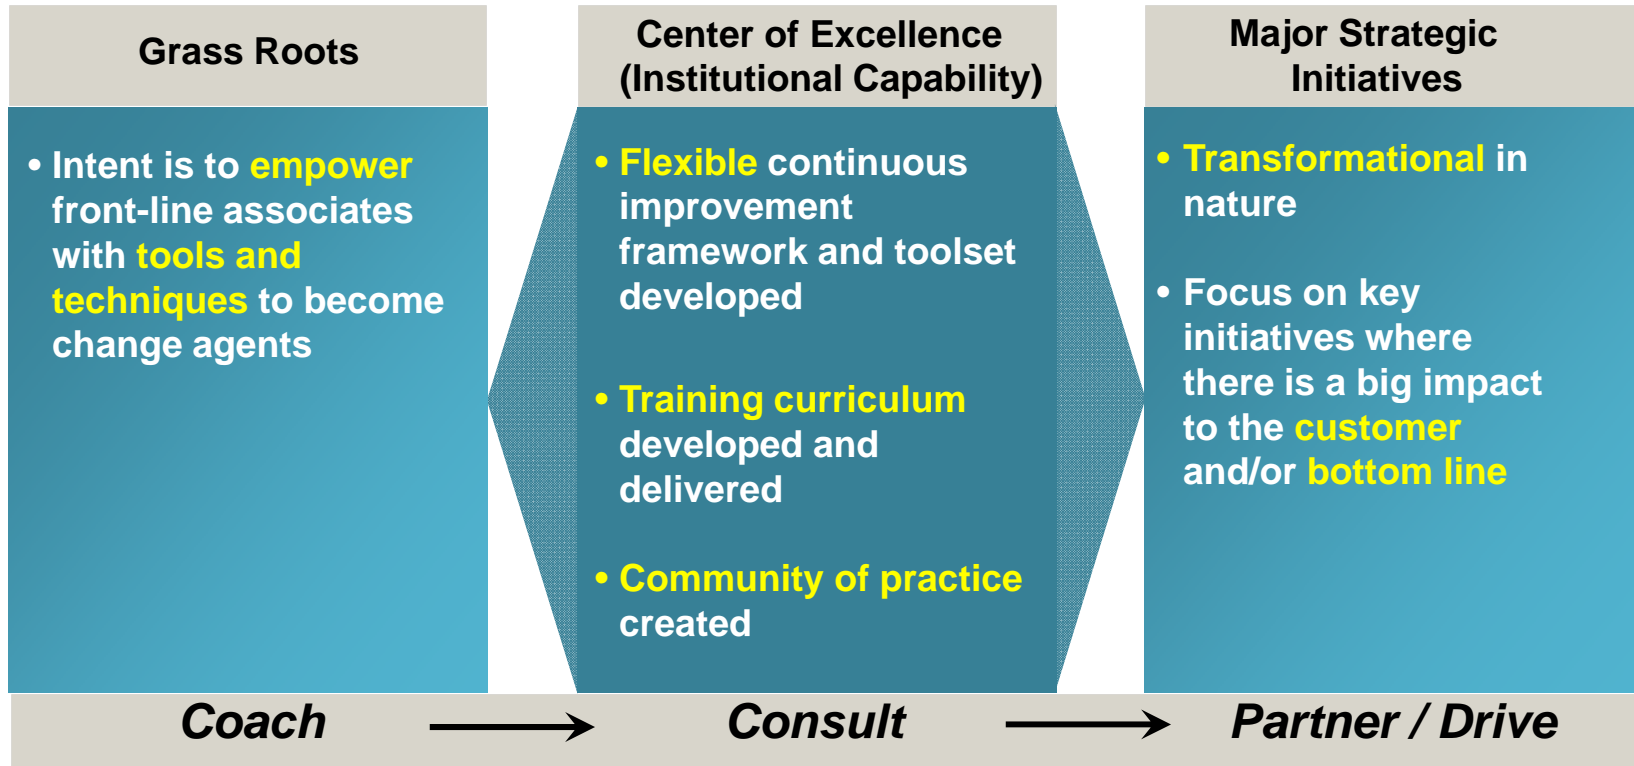 Grass Roots
• Intent is to empower
front-line associates
with tools and
techniques to become
change agents
Center of Excellence
(Institutional Capability)
• Flexible continuous
improvement
framework and toolset
developed
• Training curriculum
developed and
delivered
• Community of practice
created
Major Strategic
Initiatives
• Transformational in
nature
• Focus on key
initiatives where
there is a big impact
to the customer
and/or bottom line
Coach
Consult
Partner / Drive